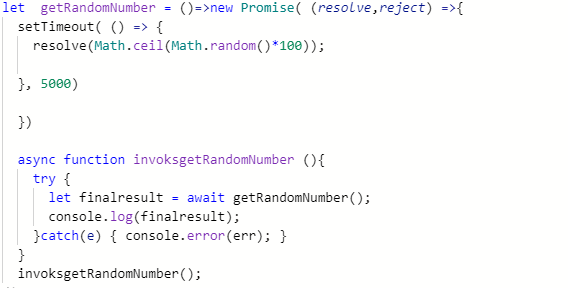 let  getRandomNumber = ()=>new Promise( (resolve,reject) =>{
  setTimeout( () => {
    resolve(Math.ceil(Math.random()*100));
  }, 5000)
  })
  async function invoksgetRandomNumber (){
    try {
      let finalresult = await getRandomNumber();
      console.log(finalresult);
    }catch(e) { console.error(err); }
  }
  invoksgetRandomNumber();